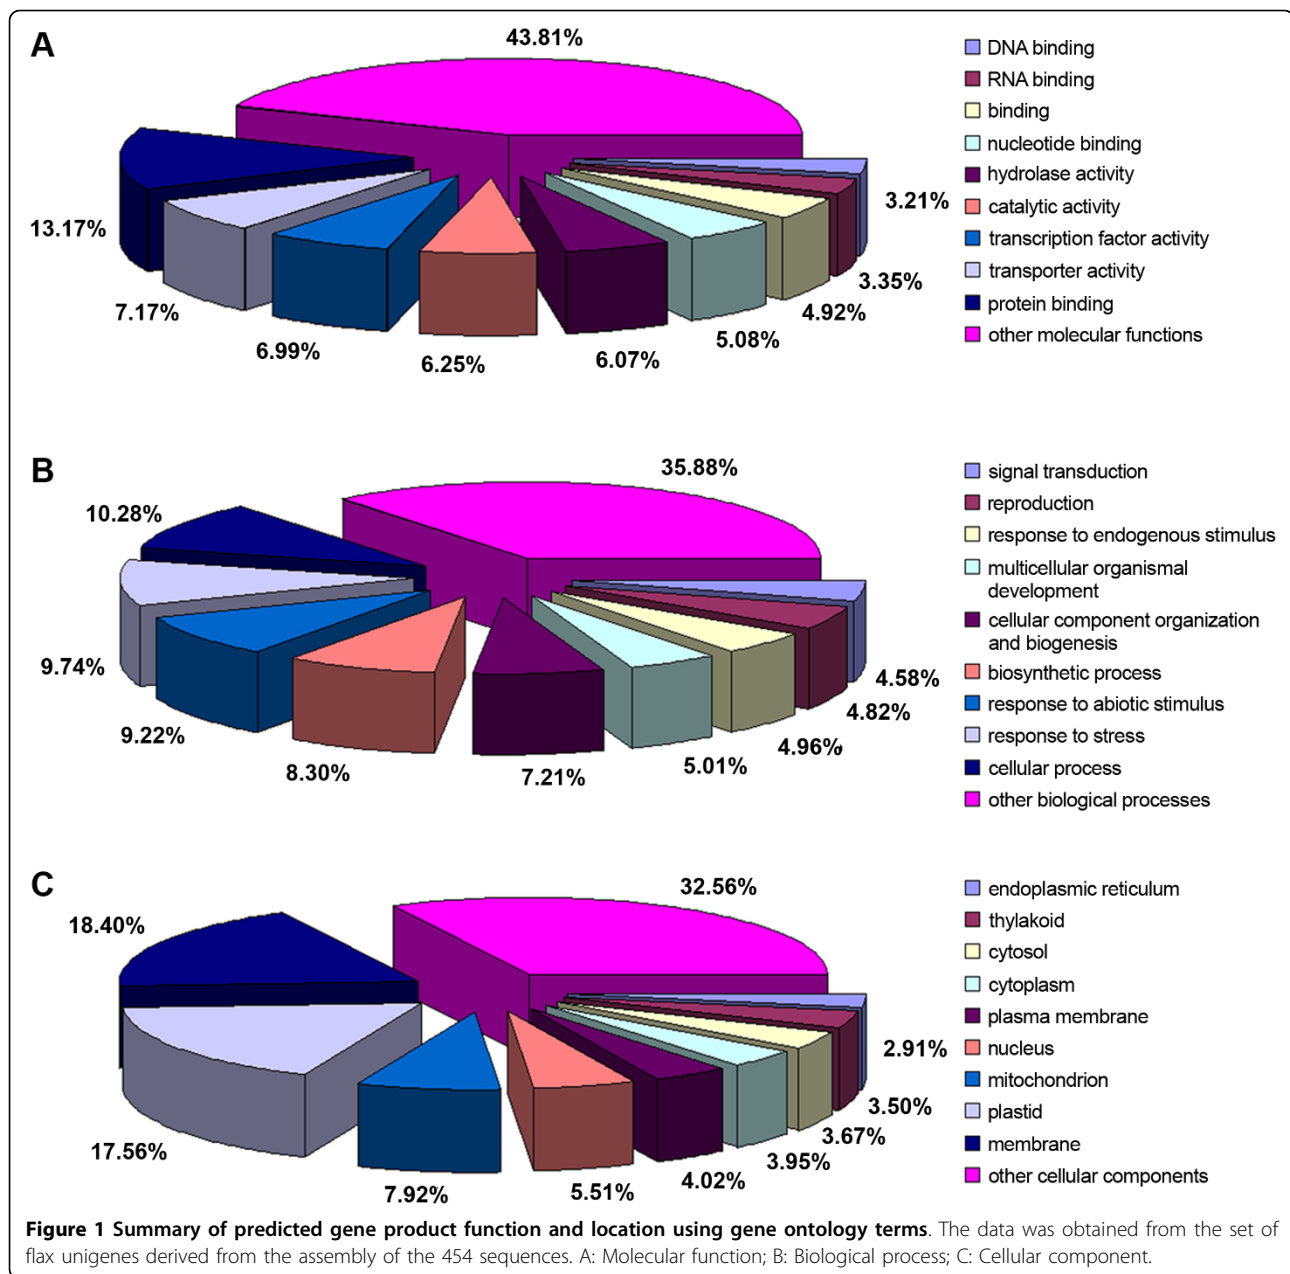 A
43.81%
13.17%
7.17%
6.99%
6.25%
6.07%
5.08%
4.92%
3.35%
3.21%
DNA binding
RNA binding
binding
nucleotide binding
hydrolase activity
catalytic activity
transcription factor activity
transporter activity
protein binding
other molecular functions
B
35.88%
10.28%
9.74%
9.22%
8.30%
7.21%
5.01%
4.96%
4.82%
4.58%
signal transduction
reproduction
response to endogenous stimulus
multicellular organismal
development
cellular component organization
and biogenesis
biosynthetic process
response to abiotic stimulus
response to stress
cellular process
other biological processes
C
32.56%
18.40%
17.56%
7.92%
5.51%
4.02%
3.95%
3.67%
3.50%
2.91%
endoplasmic reticulum
thylakoid
cytosol
cytoplasm
plasma membrane
nucleus
mitochondrion
plastid
membrane
other cellular components
Figure 1 Summary of predicted gene product function and location using gene ontology terms. The data was obtained from the set of
flax unigenes derived from the assembly of the 454 sequences. A: Molecular function; B: Biological process; C: Cellular component.